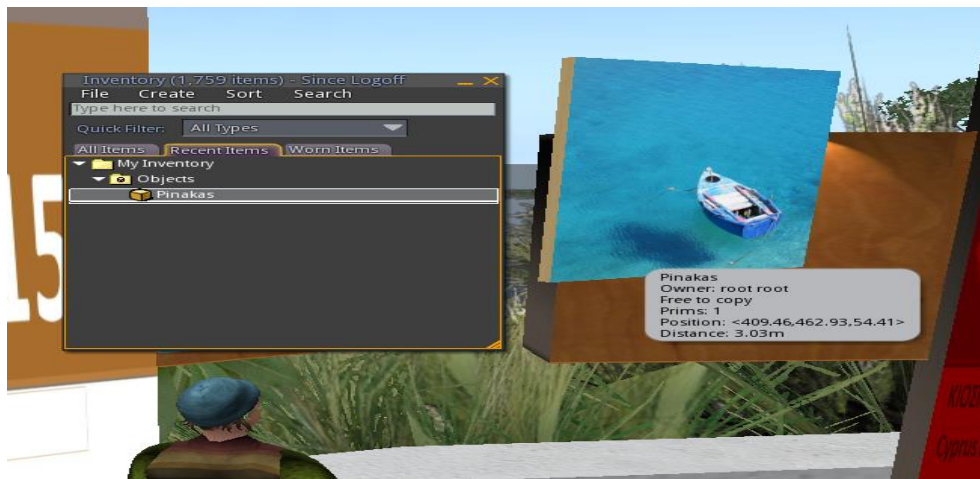 Inventory (1,759 items) - Since Logoff
File Create Sort Search
Type here to search
Quick Filter: All Types
All Items Recent Items Worn Items
My Inventory
Objects
Pinakas
Pinakas
Owner: root root
Free to copy
Prims: 1
Position: <409.46,462.93,54.41>
Distance: 3.03m
15
Cyprus